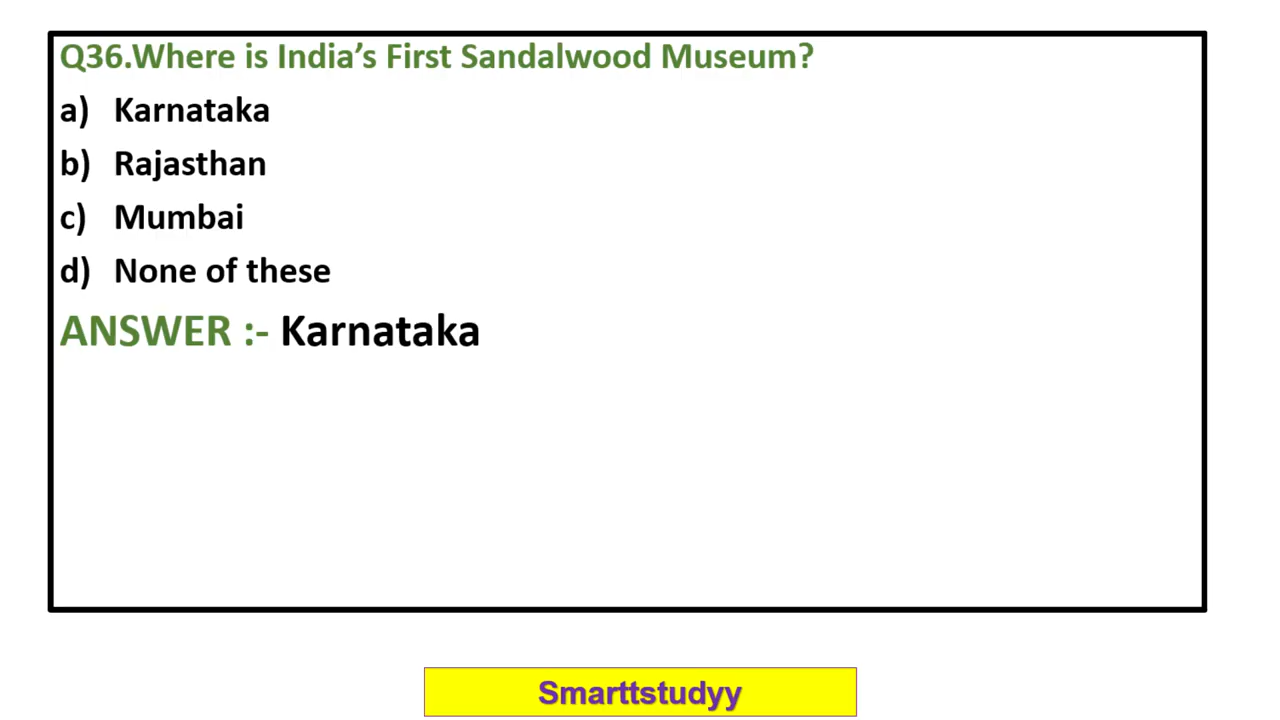 Q36.Where is India’s First Sandalwood Museum?
a) Karnataka
b) Rajasthan
c) Mumbai
d) None of these
ANSWER :- Karnataka
Smarttstudyy